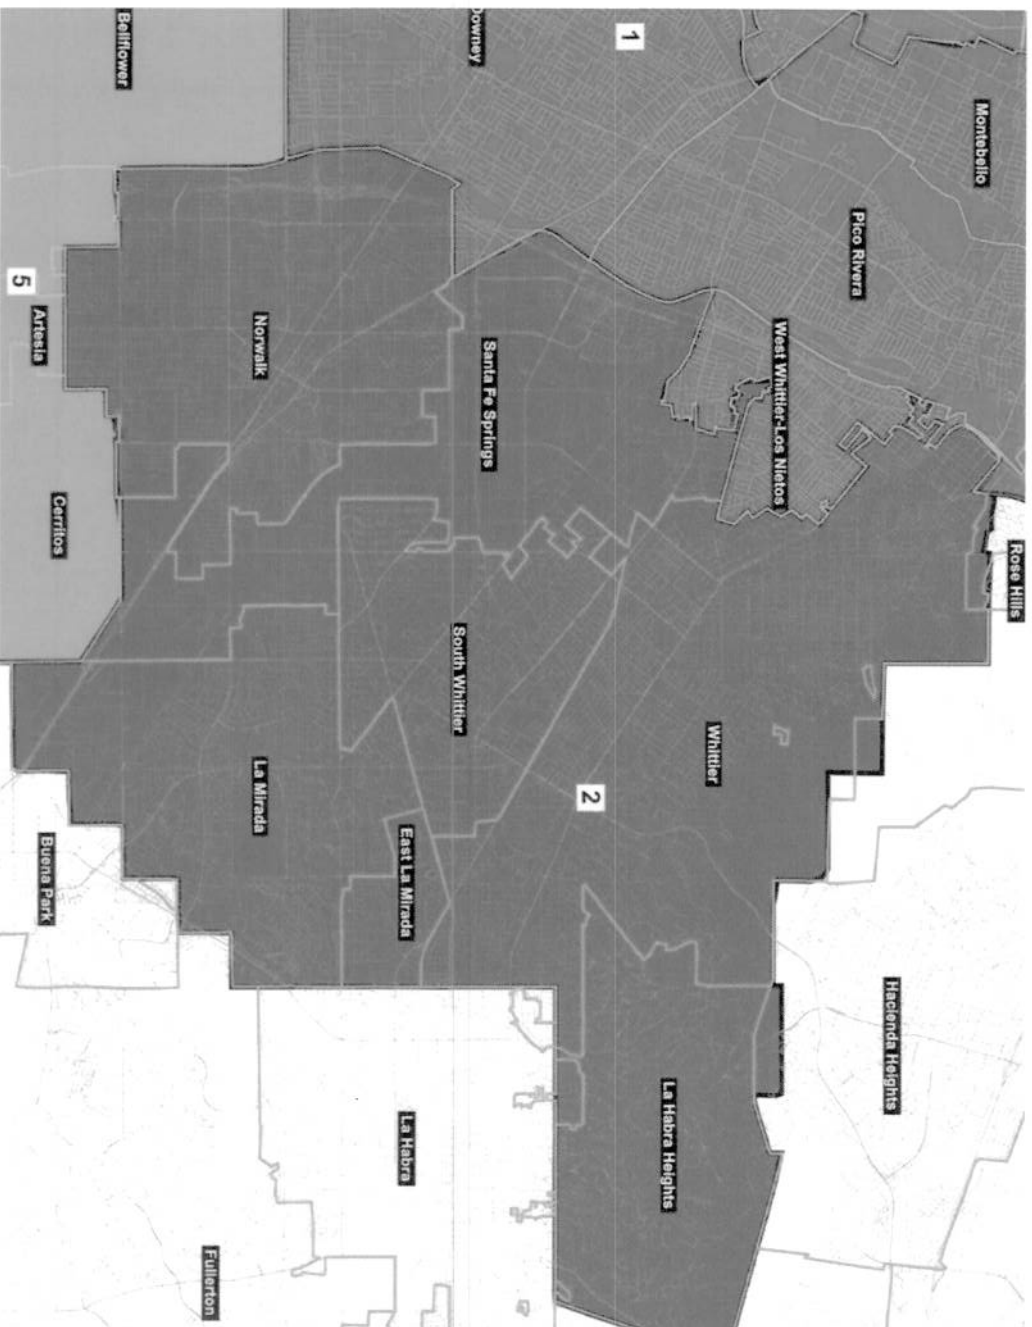 Montebello
Pico Rivera
1
Downey
Bellflower
Rose Hills
West Whittier-Los Nietos
Santa Fe Springs
Norwalk
5
Artesia
Cerritos
Whittier
2
South Whittier
La Mirada
East La Mirada
Buena Park
Hacienda Heights
La Habra Heights
La Habra
Fullerton